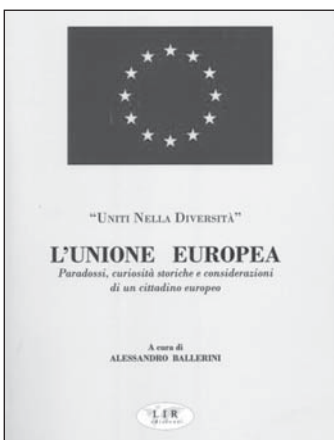 "UNITI NELLA DIVERSITÀ"
L'UNIONE EUROPEA
Paradossi, curiosità storiche e considerazioni
di un cittadino europeo
A cura di
ALESSANDRO BALLERINI
LIR